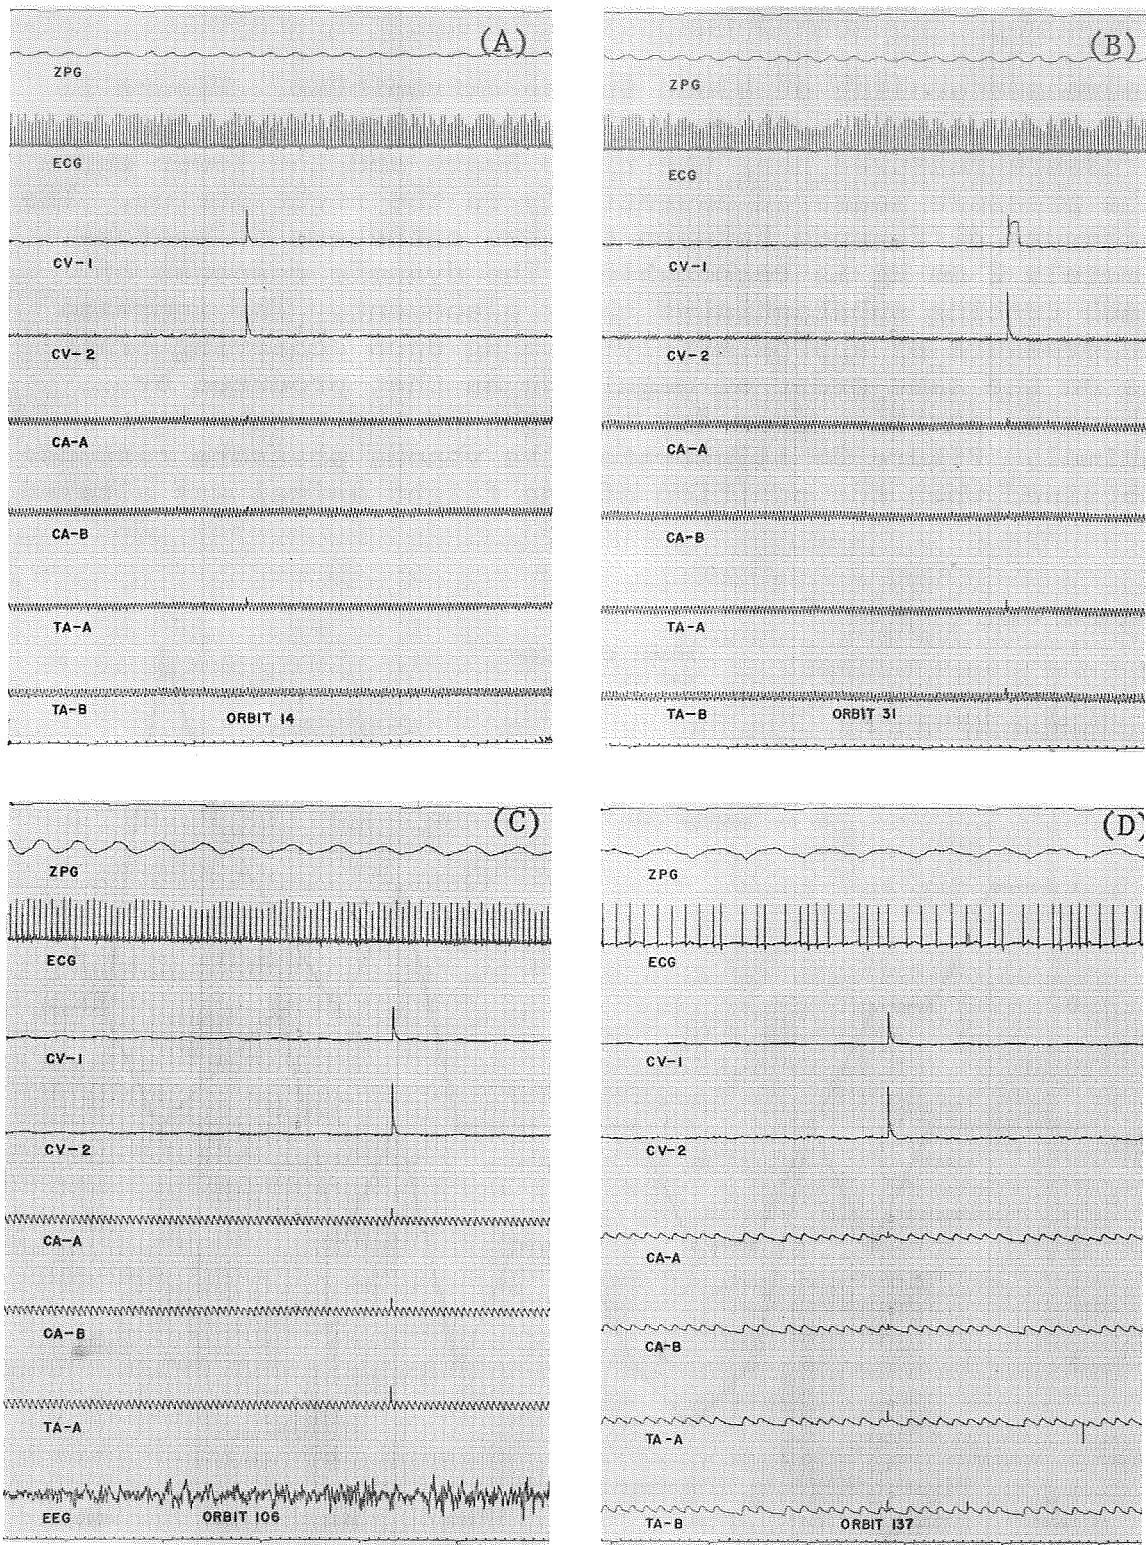 (A)
ZPG
ECG
CV-1
CV-2
CA-A
CA-B
TA-A
TA-B
ORBIT 14
(B)
ZPG
ECG
CV-1
CV-2
CA-A
CA-B
TA-A
TA-B
ORBIT 31
(C)
ZPG
ECG
CV-1
CV-2
CA-A
CA-B
TA-A
EEG
ORBIT 106
(D)
ZPG
ECG
CV-1
CV-2
CA-A
CA-B
TA-A
TA-B
ORBIT 137